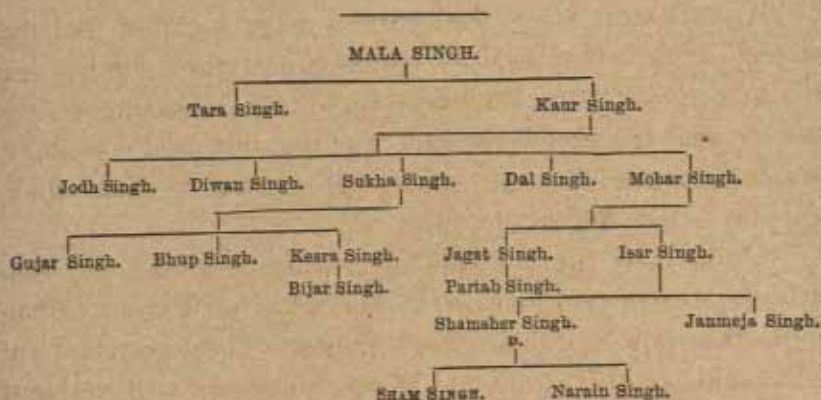 MALA SINGH.
Tara Singh. Kaur Singh.
Jodh Singh. Diwan Singh. Sukha Singh. Dal Singh. Mohar Singh.
Gujar Singh. Bhup Singh. Kesra Singh. Jagat Singh. Isar Singh.
Bijar Singh. Partab Singh.
Shamsher Singh. Janmeja Singh.
D.
SHAM SINGH. Narain Singh.